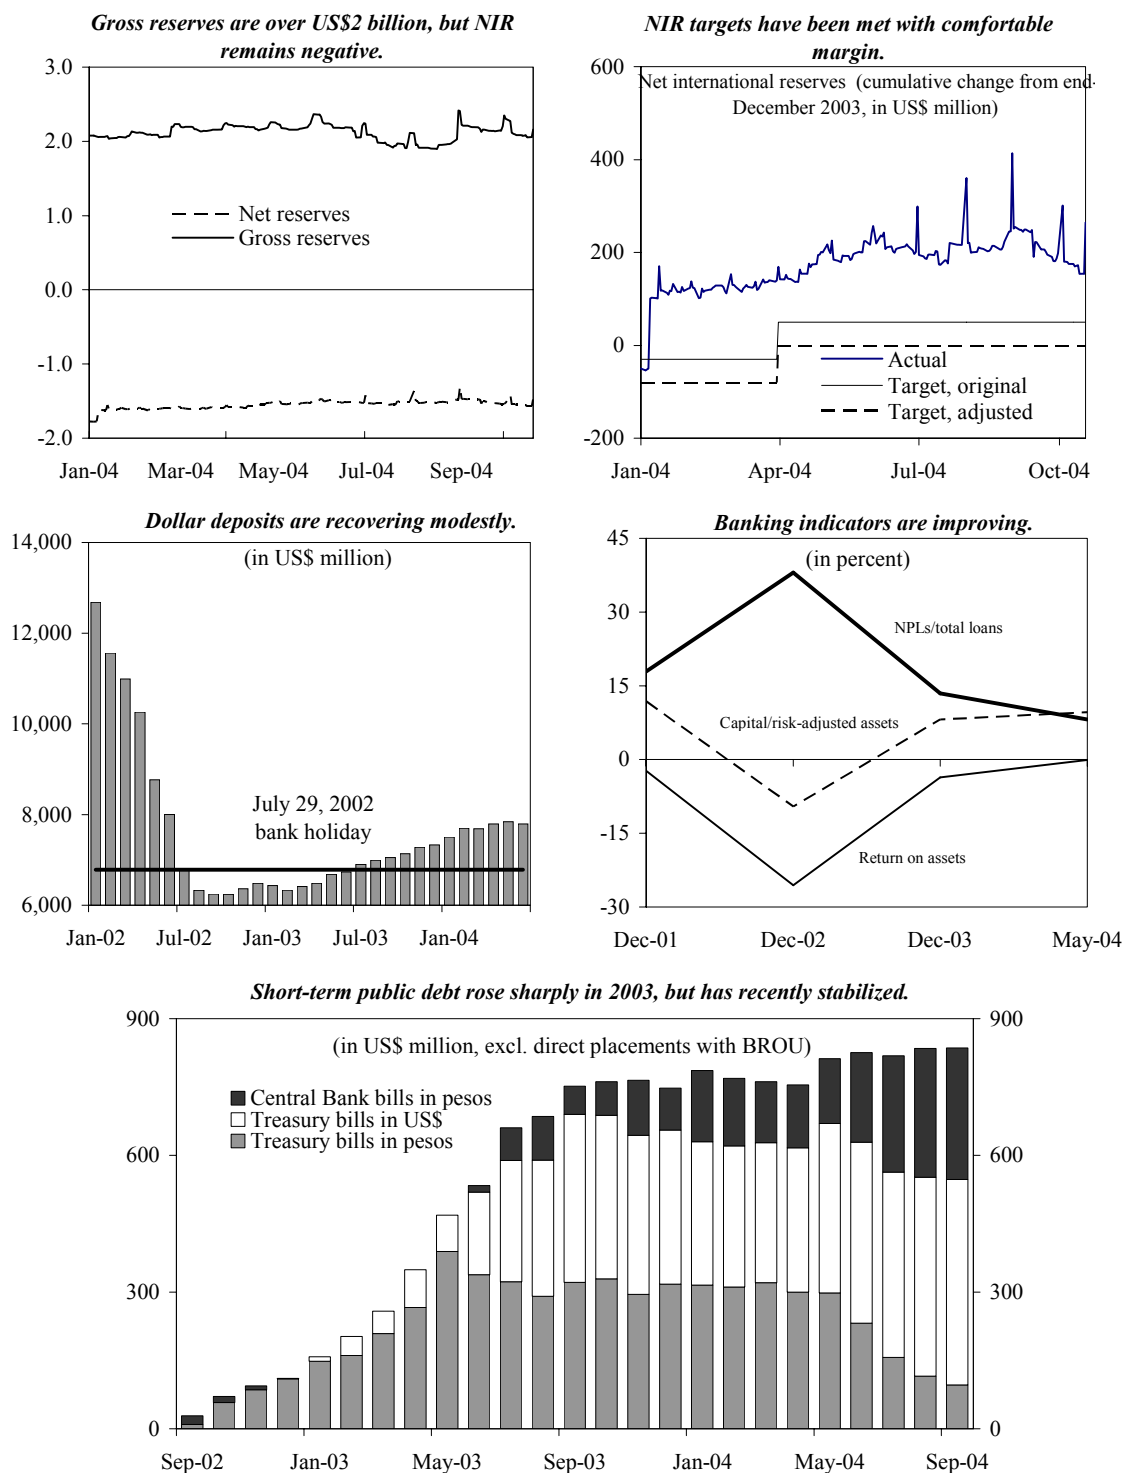 Gross reserves are over US$2 billion, but NIR
remains negative.
3.0
2.0
1.0
0.0
-1.0
-2.0
Net reserves
Gross reserves
Jan-04 Mar-04 May-04 Jul-04 Sep-04
NIR targets have been met with comfortable
margin.
600
400
200
0
-200
Net international reserves (cumulative change from end-
December 2003, in US$ million)
Actual
Target, original
Target, adjusted
Jan-04 Apr-04 Jul-04 Oct-04
Dollar deposits are recovering modestly.
(in US$ million)
14,000
12,000
10,000
8,000
6,000
July 29, 2002
bank holiday
Jan-02 Jul-02 Jan-03 Jul-03 Jan-04
Banking indicators are improving.
(in percent)
45
30
15
0
-15
-30
NPLs/total loans
Capital/risk-adjusted assets
Return on assets
Dec-01 Dec-02 Dec-03 May-04
Short-term public debt rose sharply in 2003, but has recently stabilized.
(in US$ million, excl. direct placements with BROU)
900 900
600 600
300 300
0 0
Central Bank bills in pesos
Treasury bills in US$
Treasury bills in pesos
Sep-02 Jan-03 May-03 Sep-03 Jan-04 May-04 Sep-04